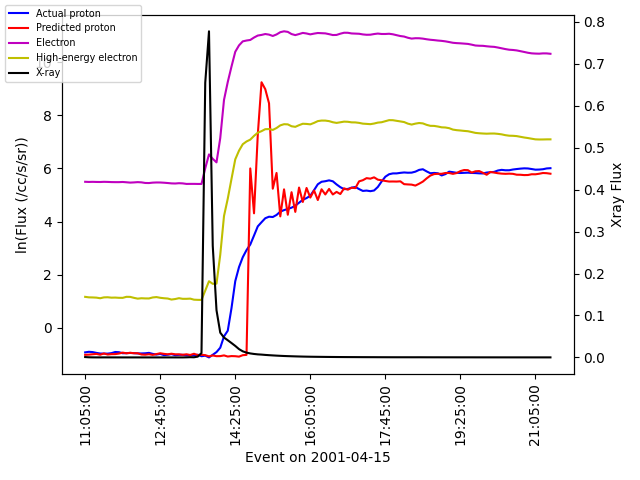 Actual proton
Predicted proton
Electron
High-energy electron
X-ray
ln(Flux (/cc/s/sr))
8
6
4
2
0
Xray Flux
0.8
0.7
0.6
0.5
0.4
0.3
0.2
0.1
0.0
11:05:00
12:45:00
14:25:00
16:05:00
17:45:00
19:25:00
21:05:00
Event on 2001-04-15